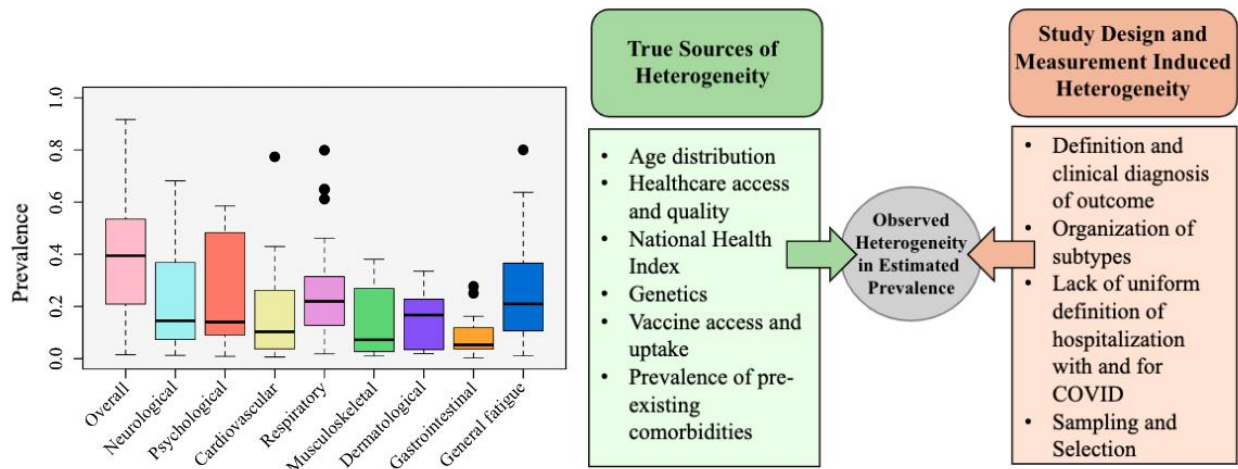 Prevalence
1.0
0.8
0.6
0.4
0.2
0.0
Overall
Neurological
Psychological
Cardiovascular
Respiratory
Musculoskeletal
Dermatological
Gastrointestinal
General fatigue
True Sources of
Heterogeneity
• Age distribution
• Healthcare access
and quality
• National Health
Index
• Genetics
• Vaccine access and
uptake
• Prevalence of pre-
existing
comorbidities
Observed
Heterogeneity
in Estimated
Prevalence
Study Design and
Measurement Induced
Heterogeneity
• Definition and
clinical diagnosis
of outcome
• Organization of
subtypes
• Lack of uniform
definition of
hospitalization
with and for
COVID
• Sampling and
Selection